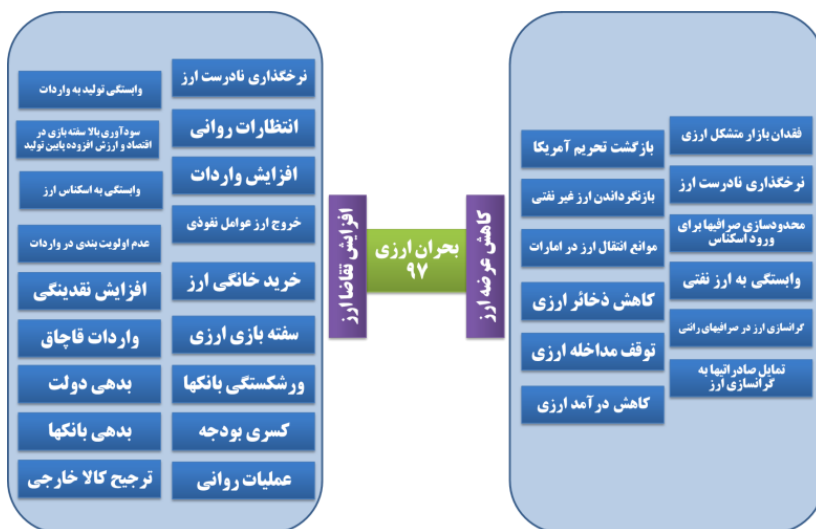 بحران ارزی
۹۷
کاهش عرضه ارز
فقدان بازار متشکل ارزی
نرخگذاری نادرست ارز
محدودسازی صرافیها برای
ورود اسکناس
وابستگی به ارز نفتی
گرانسازی ارز در صرافیهای رانتی
تمایل صادراتیها به
گرانسازی ارز
بازگشت تحریم آمریکا
بازنگرداندن ارز غیر نفتی
موانع انتقال ارز در امارات
کاهش ذخائر ارزی
توقف مداخله ارزی
کاهش درآمد ارزی
افزایش تقاضا ارز
نرخگذاری نادرست ارز
انتظارات روانی
افزایش واردات
خروج ارز عوامل نفوذی
خرید خانگی ارز
سفته بازی ارزی
ورشکستگی بانکها
کسری بودجه
عملیات روانی
وابستگی تولید به واردات
سودآوری بالا سفته بازی در
اقتصاد و ارزش افزوده پایین تولید
وابستگی به اسکناس ارز
عدم اولویت بندی در واردات
افزایش نقدینگی
واردات قاچاق
بدهی دولت
بدهی بانکها
ترجیح کالا خارجی